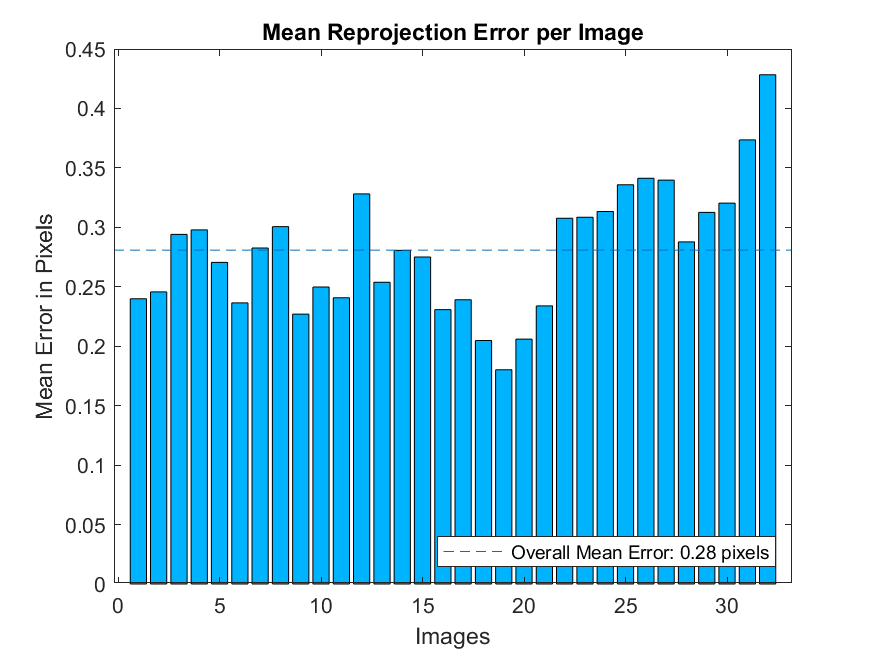 Mean Reprojection Error per Image
0.45
0.4
0.35
0.3
0.25
0.2
0.15
0.1
0.05
0
Mean Error in Pixels
Overall Mean Error: 0.28 pixels
0 5 10 15 20 25 30
Images